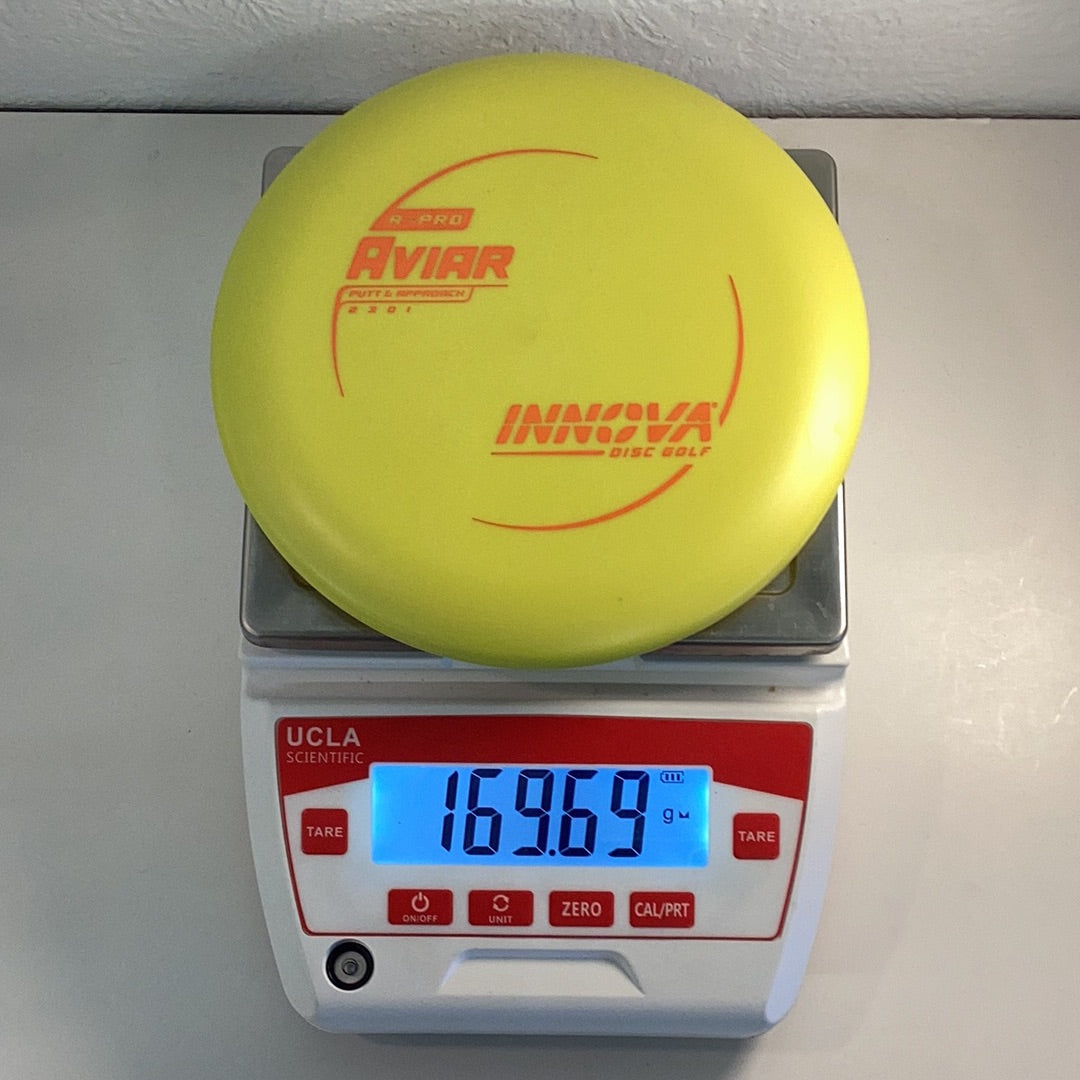 R-PRO
AVIAR
PUTT & APPROACH
2 3 0 1
INNOVA
DISC GOLF
UCLA
SCIENTIFIC
169.69
g
TARE
TARE
ON/OFF
UNIT
ZERO
CAL/PRT